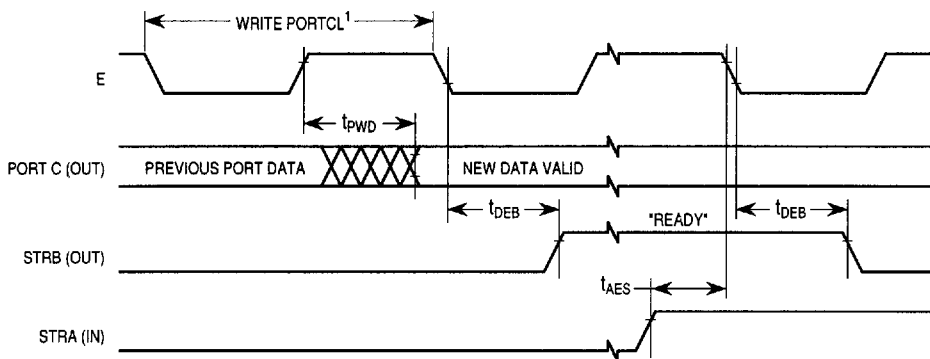 WRITE PORTCL¹
E
tPWD
PORT C (OUT)
PREVIOUS PORT DATA
NEW DATA VALID
tDEB
"READY"
tDEB
STRB (OUT)
tAES
STRA (IN)